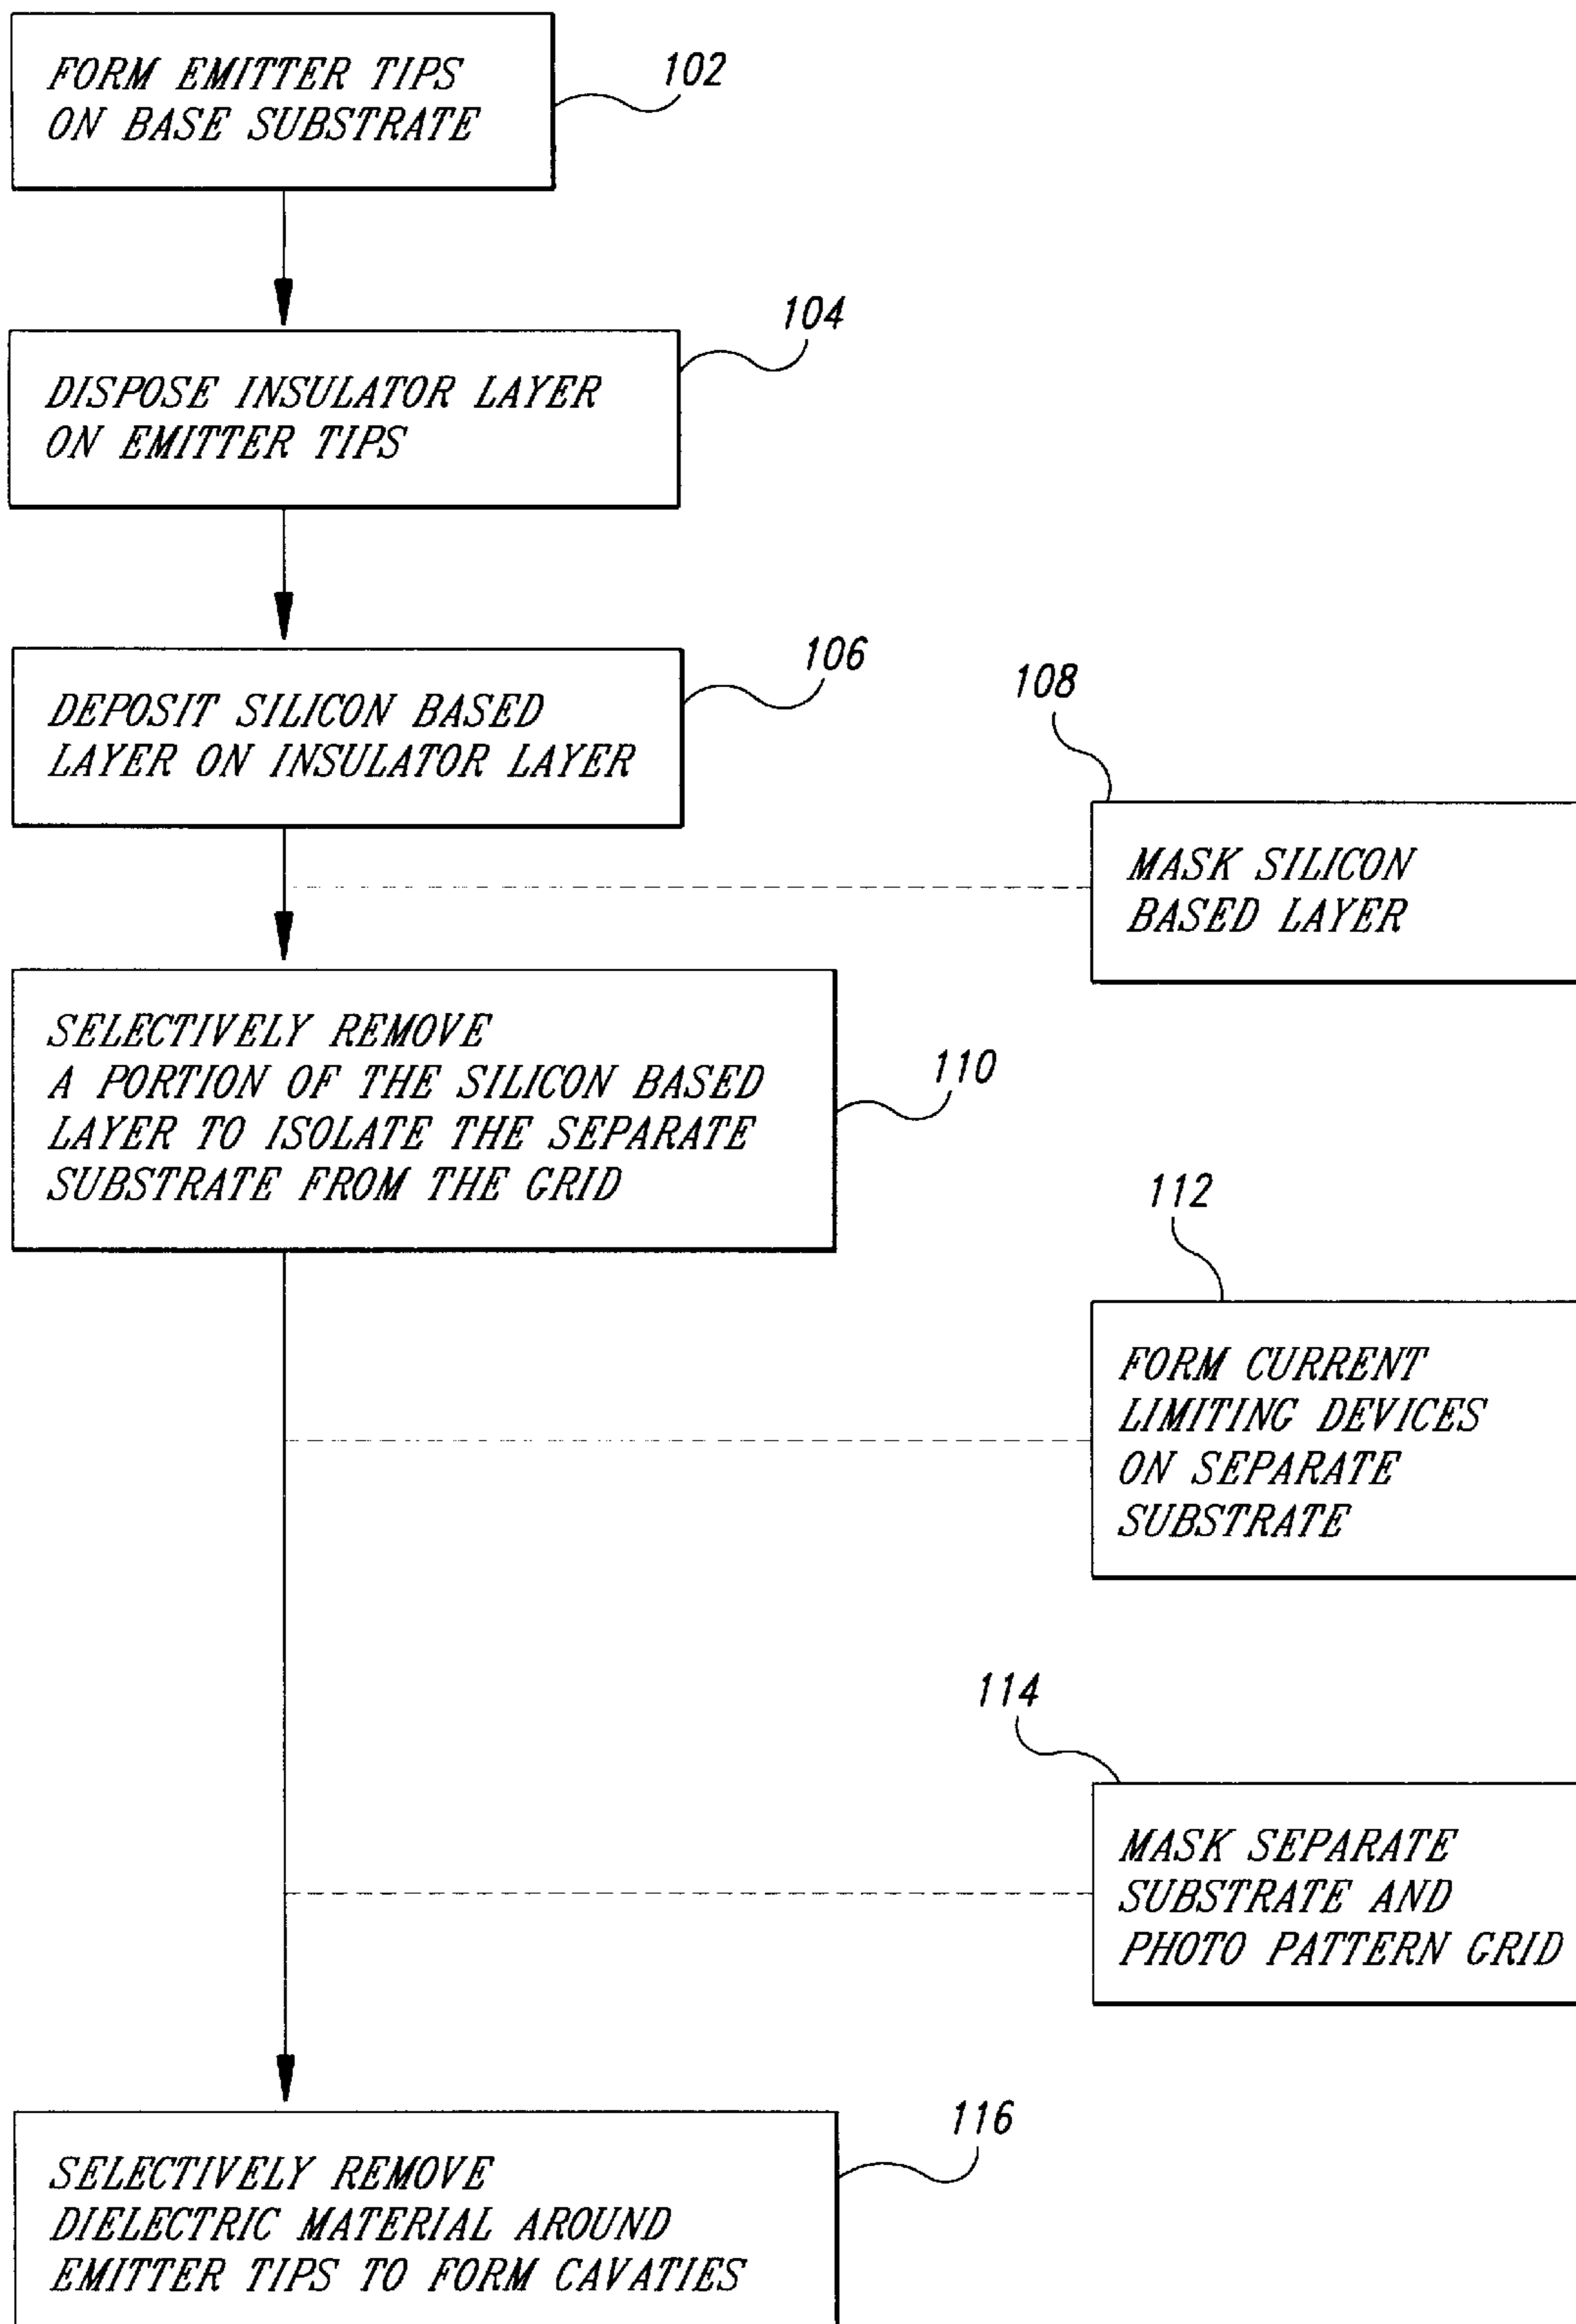 FORM EMITTER TIPS
ON BASE SUBSTRATE
102
DISPOSE INSULATOR LAYER
ON EMITTER TIPS
104
DEPOSIT SILICON BASED
LAYER ON INSULATOR LAYER
106
108
MASK SILICON
BASED LAYER
SELECTIVELY REMOVE
A PORTION OF THE SILICON BASED
LAYER TO ISOLATE THE SEPARATE
SUBSTRATE FROM THE GRID
110
112
FORM CURRENT
LIMITING DEVICES
ON SEPARATE
SUBSTRATE
114
MASK SEPARATE
SUBSTRATE AND
PHOTO PATTERN GRID
116
SELECTIVELY REMOVE
DIELECTRIC MATERIAL AROUND
EMITTER TIPS TO FORM CAVATIES